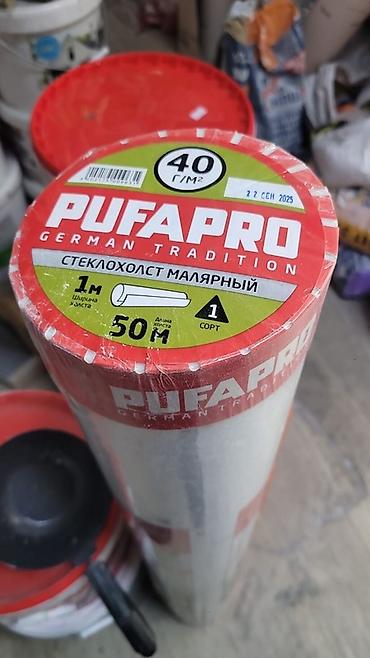 40
Г/М²
22 СЕН 2025
PUFAPRO
GERMAN TRADITION
СТЕКЛОХОЛСТ МАЛЯРНЫЙ
1м
Ширина
холста
Длина
холста
50м
1
СОРТ
PUFAPRO
GERMAN TRADITION